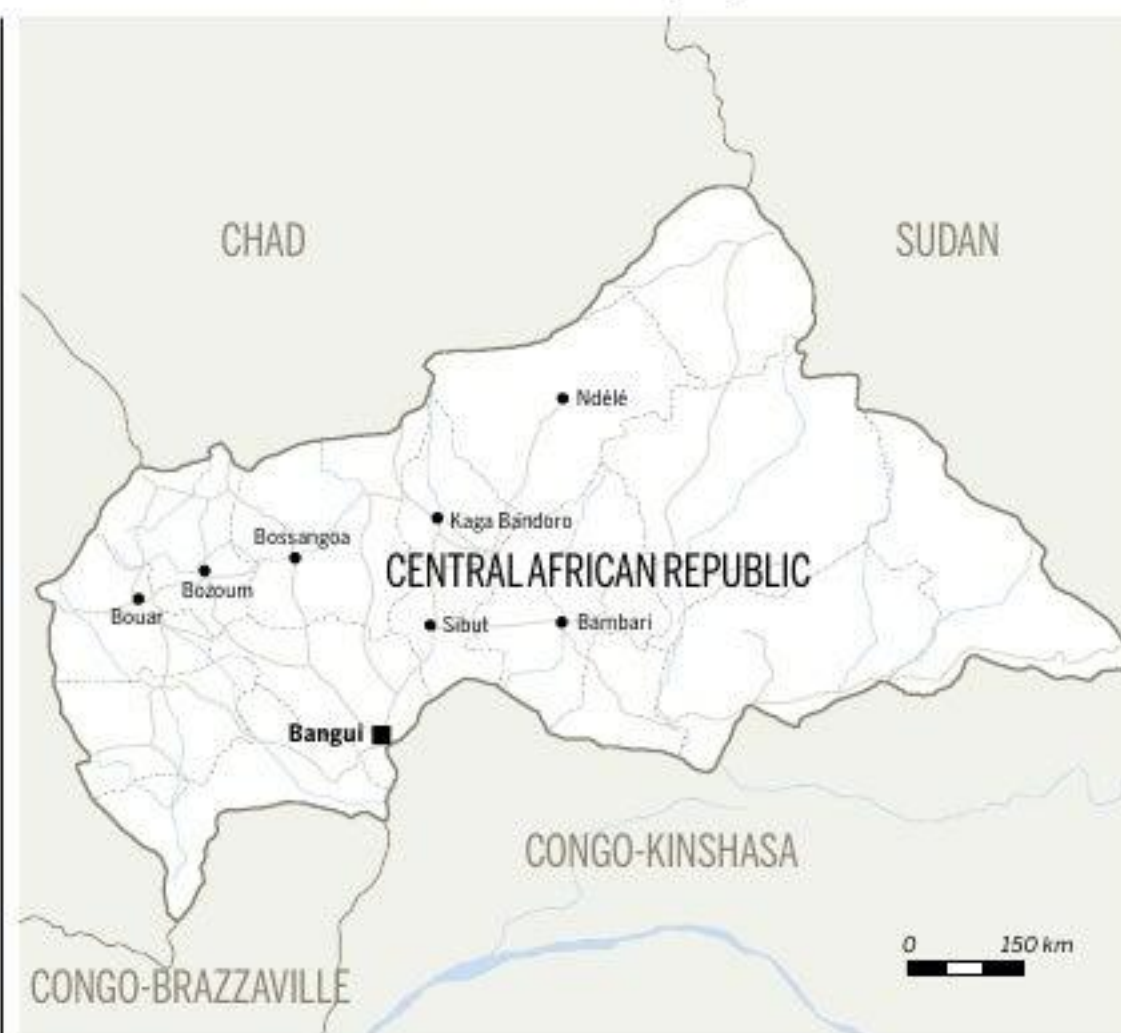 CHAD
SUDAN
Ndélé
Kaga Bandoro
Bossangoa
CENTRAL AFRICAN REPUBLIC
Bozoum
Bouar
Sibut
Bambari
Bangui
CONGO-KINSHASA
0 150 km
CONGO-BRAZZAVILLE